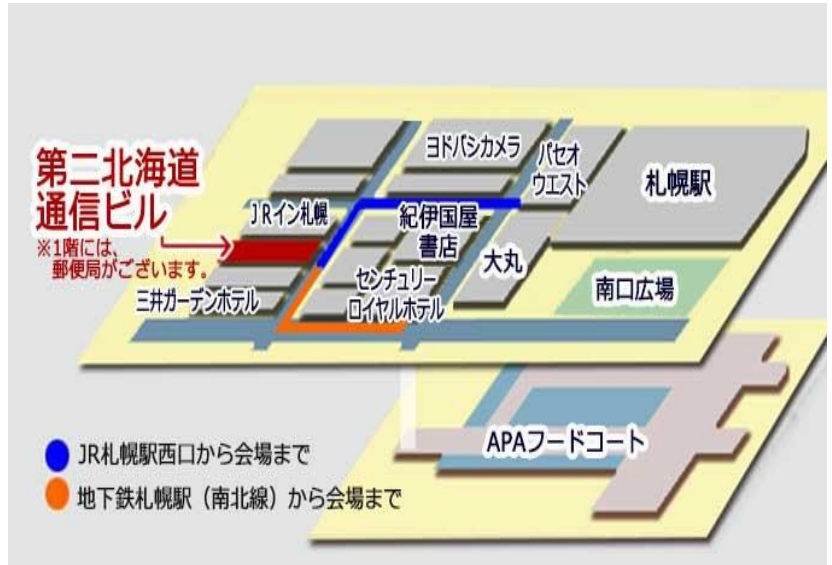 ヨドバシカメラ
パセオ
ウエスト
札幌駅
第二北海道
通信ビル
※1階には、
郵便局がございます。
JRイン札幌
紀伊国屋
書店
大丸
三井ガーデンホテル
センチュリー
ロイヤルホテル
南口広場
APAフードコート
JR札幌駅西口から会場まで
地下鉄札幌駅（南北線）から会場まで